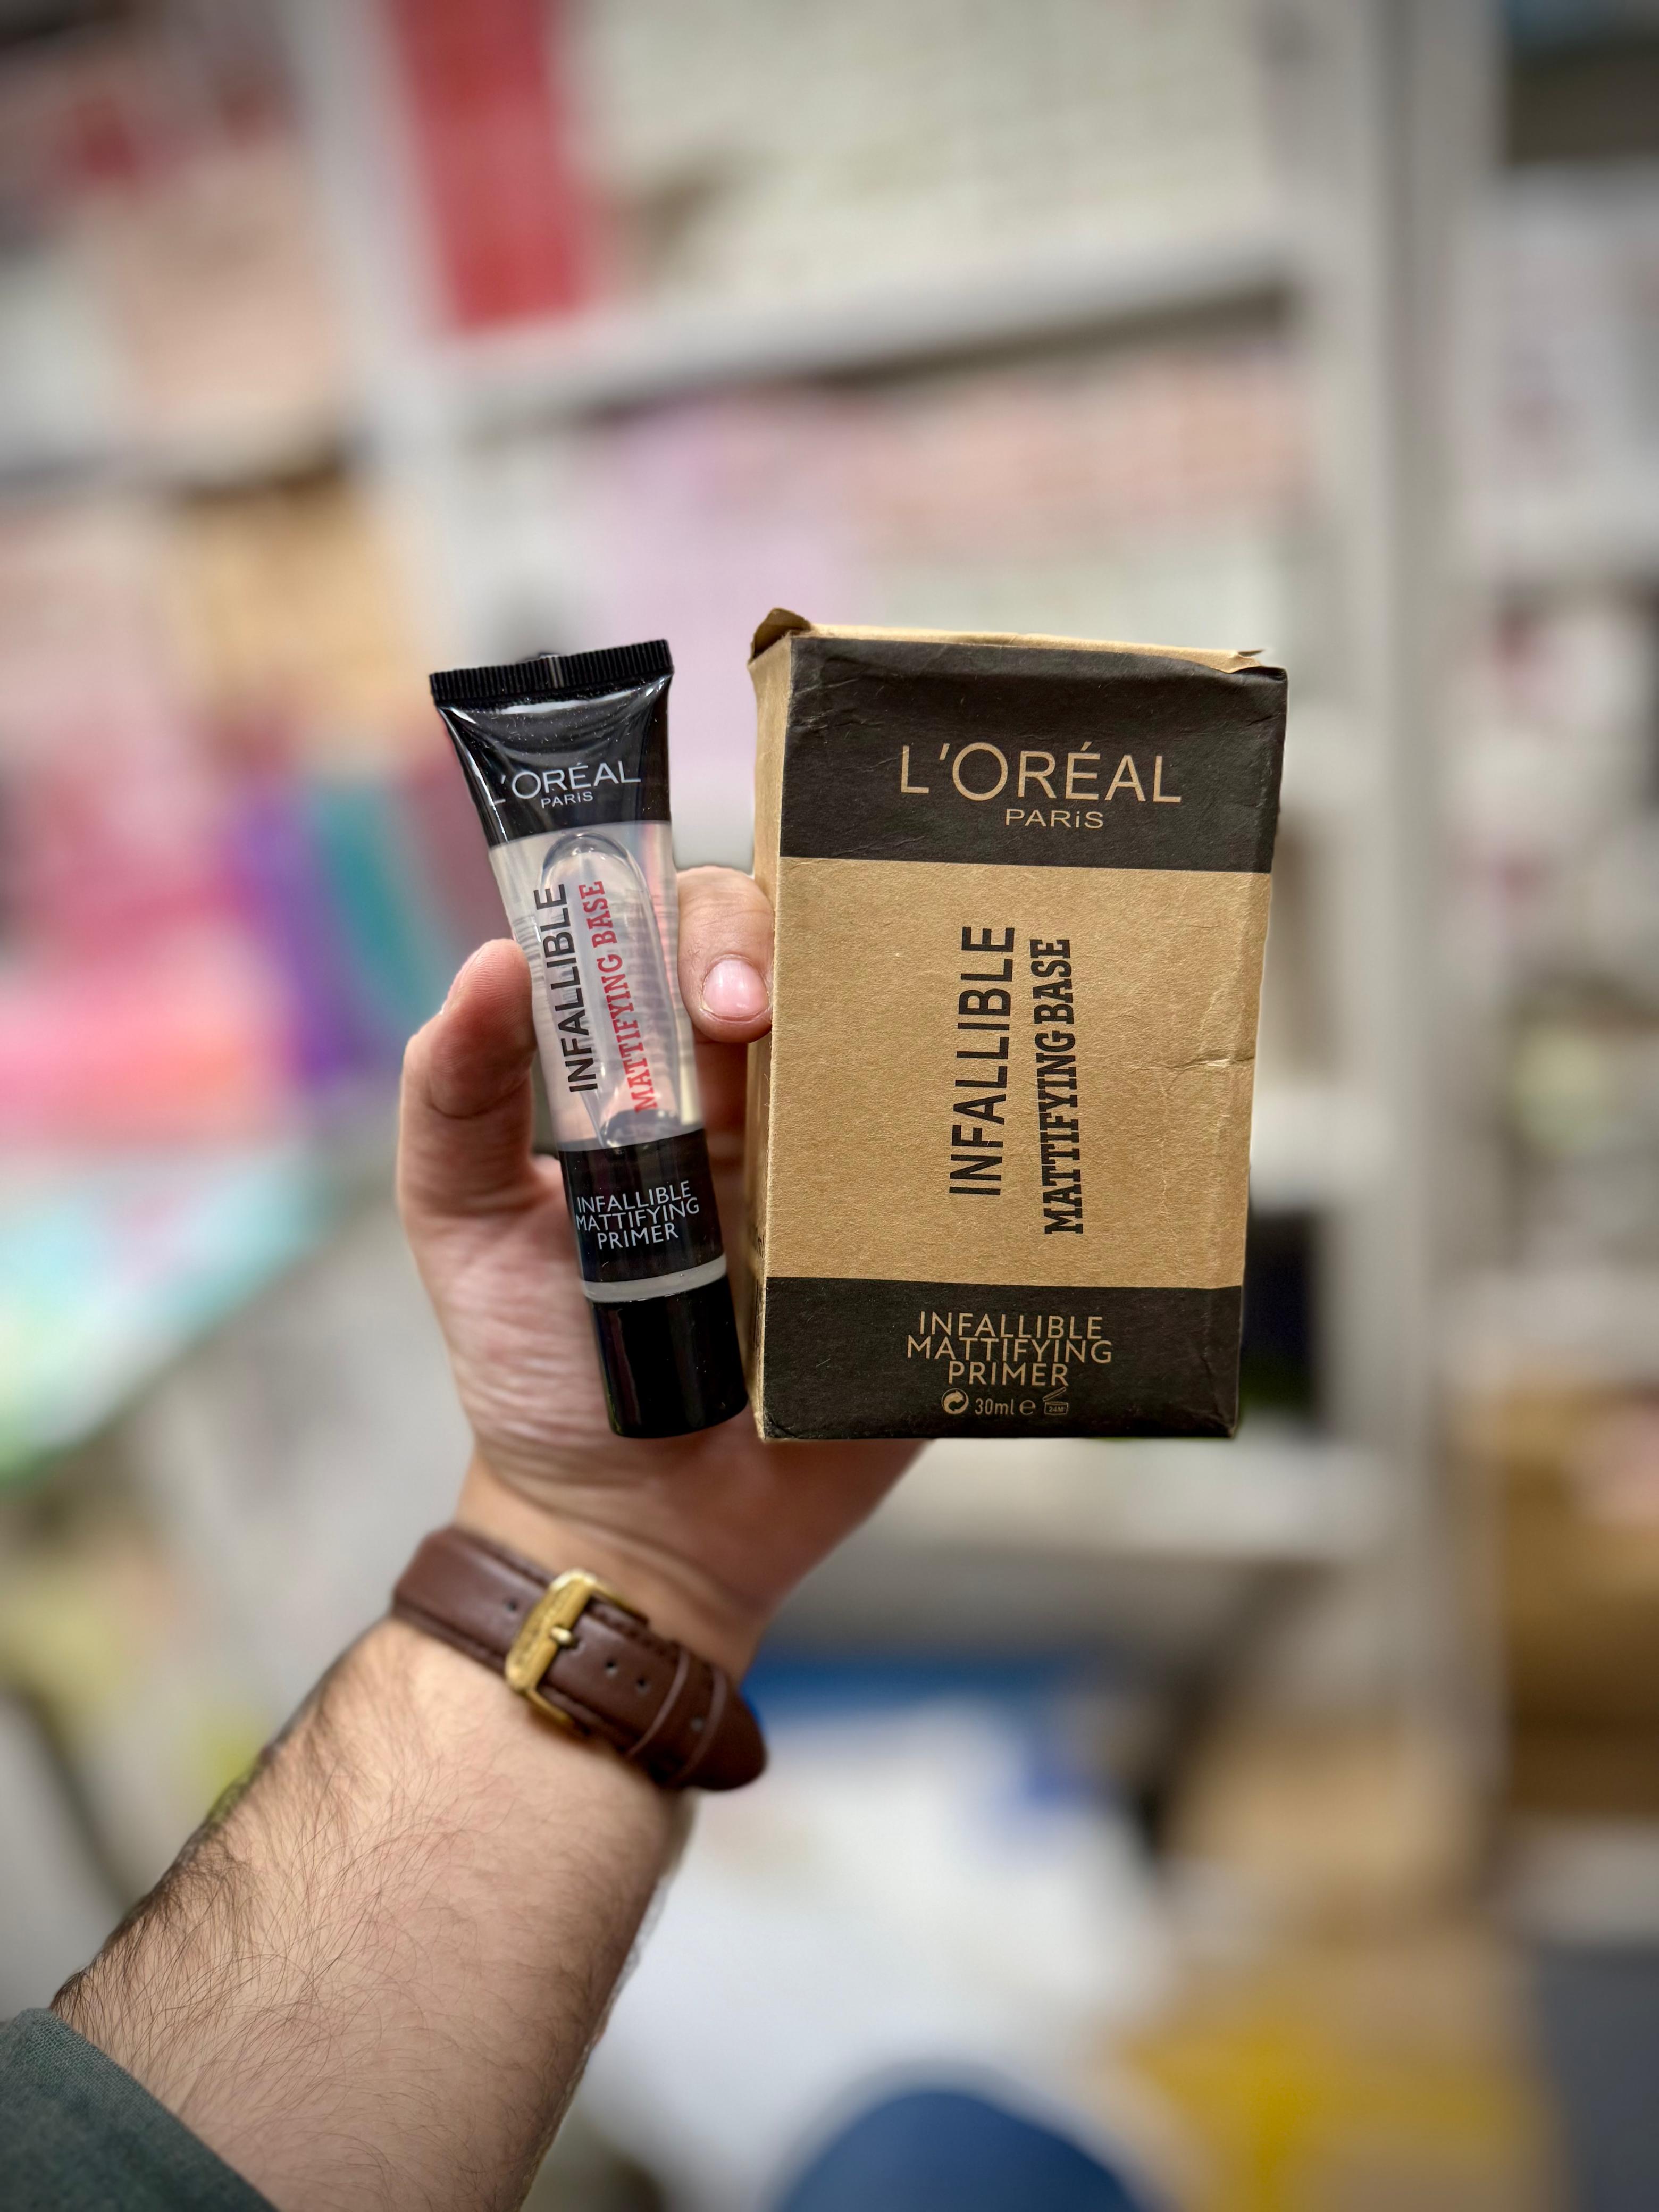 L'ORÉAL
PARiS
INFALLIBLE
MATTIFYING BASE
INFALLIBLE
MATTIFYING
PRIMER
L'ORÉAL
PARiS
INFALLIBLE
MATTIFYING BASE
INFALLIBLE
MATTIFYING
PRIMER
30ml ℮ 24M